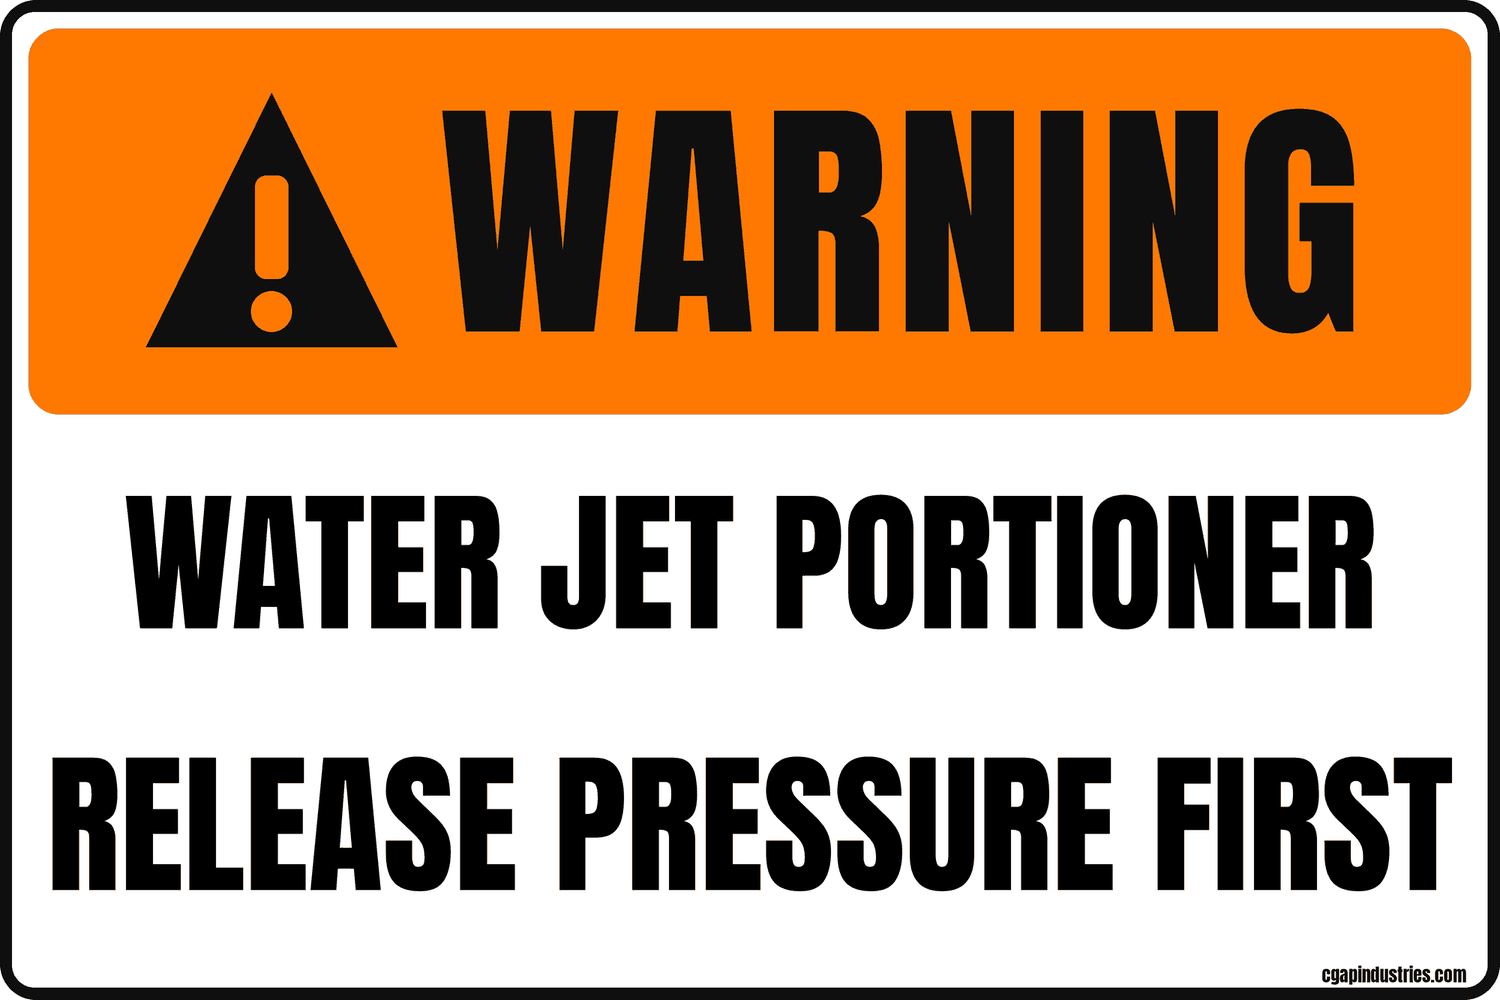 WARNING
WATER JET PORTIONER
RELEASE PRESSURE FIRST
cgapindustries.com